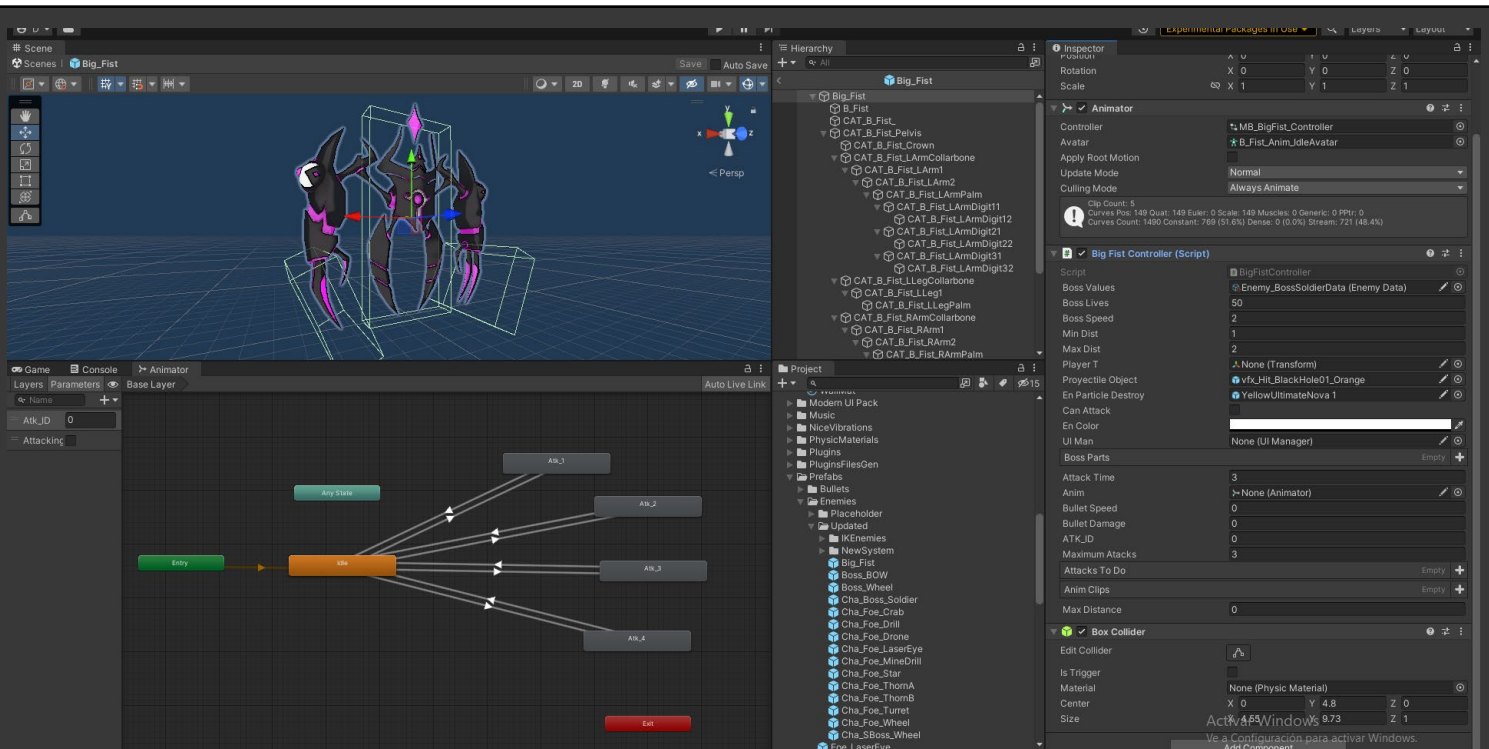 Experimental Packages In Use
Layers
Layout
Scene
Scenes
Big_Fist
Save
Auto Save
2D
y
x
z
Persp
Hierarchy
All
Big_Fist
Big_Fist
B_Fist
CAT_B_Fist_
CAT_B_Fist_Pelvis
CAT_B_Fist_Crown
CAT_B_Fist_LArmCollarbone
CAT_B_Fist_LArm1
CAT_B_Fist_LArm2
CAT_B_Fist_LArmPalm
CAT_B_Fist_LArmDigit11
CAT_B_Fist_LArmDigit12
CAT_B_Fist_LArmDigit21
CAT_B_Fist_LArmDigit22
CAT_B_Fist_LArmDigit31
CAT_B_Fist_LArmDigit32
CAT_B_Fist_LLegCollarbone
CAT_B_Fist_LLeg1
CAT_B_Fist_LLegPalm
CAT_B_Fist_RArmCollarbone
CAT_B_Fist_RArm1
CAT_B_Fist_RArm2
CAT_B_Fist_RArmPalm
Game
Console
Animator
Layers
Parameters
Base Layer
Auto Live Link
Name
Atk_ID 0
Attacking
Any State
Entry
Idle
Atk_1
Atk_2
Atk_3
Atk_4
Exit
Project
15
Modern UI Pack
Music
NiceVibrations
PhysicMaterials
Plugins
PluginsFilesGen
Prefabs
Bullets
Enemies
Placeholder
Updated
IKEnemies
NewSystem
Big_Fist
Boss_BOW
Boss_Wheel
Cha_Boss_Soldier
Cha_Foe_Crab
Cha_Foe_Drill
Cha_Foe_Drone
Cha_Foe_LaserEye
Cha_Foe_MineDrill
Cha_Foe_Star
Cha_Foe_ThornA
Cha_Foe_ThornB
Cha_Foe_Turret
Cha_Foe_Wheel
Cha_SBoss_Wheel
Foe_LaserEye
Inspector
Position X 0 Y 0 Z 0
Rotation X 0 Y 0 Z 0
Scale X 1 Y 1 Z 1
Animator
Controller MB_BigFist_Controller
Avatar B_Fist_Anim_IdleAvatar
Apply Root Motion
Update Mode Normal
Culling Mode Always Animate
Clip Count: 5
Curves Pos: 149 Quat: 149 Euler: 0 Scale: 149 Muscles: 0 Generic: 0 PPtr: 0
Curves Count: 1490 Constant: 769 (51.6%) Dense: 0 (0.0%) Stream: 721 (48.4%)
Big Fist Controller (Script)
Script BigFistController
Boss Values Enemy_BossSoldierData (Enemy Data)
Boss Lives 50
Boss Speed 2
Min Dist 1
Max Dist 2
Player T None (Transform)
Proyectile Object vfx_Hit_BlackHole01_Orange
En Particle Destroy YellowUltimateNova 1
Can Attack
En Color
UI Man None (UI Manager)
Boss Parts Empty
Attack Time 3
Anim None (Animator)
Bullet Speed 0
Bullet Damage 0
ATK_ID 0
Maximum Atacks 3
Attacks To Do Empty
Anim Clips Empty
Max Distance 0
Box Collider
Edit Collider
Is Trigger
Material None (Physic Material)
Center X 0 Y 4.8 Z 0
Size X 4.55 Y 9.73 Z 1
Activar Windows
Ve a Configuración para activar Windows.
Add Component